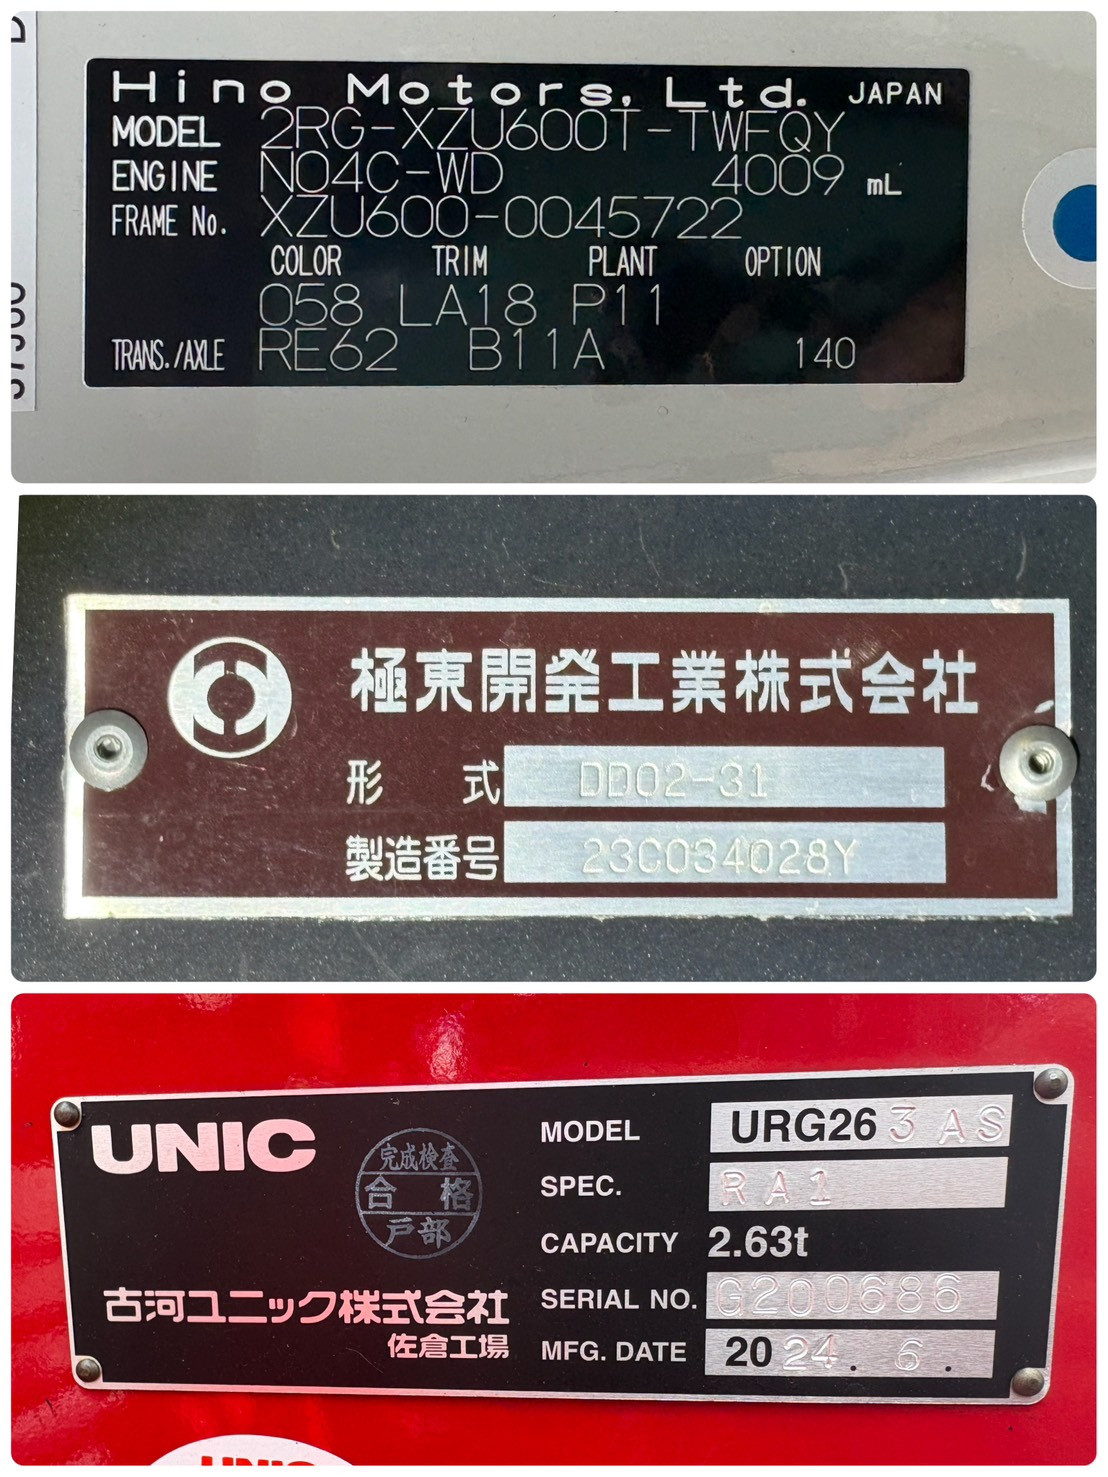 Hino Motors, Ltd. JAPAN
MODEL 2RG-XZU600T-TWFQY
ENGINE N04C-WD 4009 mL
FRAME No. XZU600-0045722
COLOR TRIM PLANT OPTION
058 LA18 P11
TRANS./AXLE RE62 B11A 140
極東開発工業株式会社
形式 DD02-31
製造番号 23C034028Y
UNIC
完成検査
合格
戸部
古河ユニック株式会社
佐倉工場
MODEL URG263AS
SPEC. RA1
CAPACITY 2.63t
SERIAL NO. G200686
MFG. DATE 2024. 6.